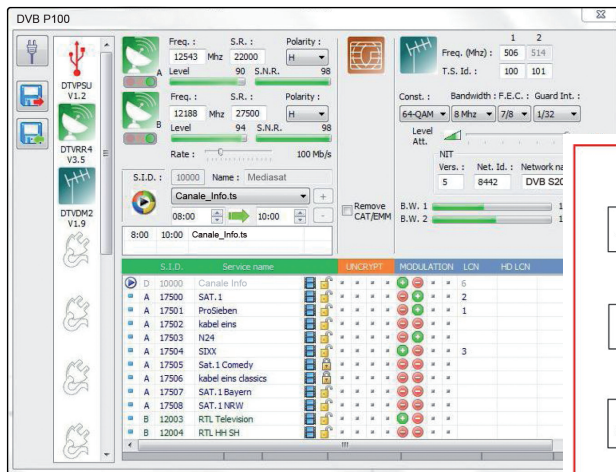 DVB P100
DTVPSU
V1.2
DTVRR4
V3.5
DTVDM2
V1.9
Freq. : S.R. : Polarity :
12543 Mhz 22000 H
A Level 90 S.N.R. 98
Freq. : S.R. : Polarity :
12188 Mhz 27500 H
B Level 94 S.N.R. 98
Rate : 100 Mb/s
S.I.D. : 10000 Name : Mediasat
Canale_Info.ts +
08:00 10:00 -
8:00 10:00 Canale_Info.ts
Remove
CAT/EMM
1 2
Freq. (Mhz) : 506 514
T.S. Id. : 100 101
Const. : Bandwidth : F.E.C. : Guard Int. :
64-QAM 8 Mhz 7/8 1/32
Level
Att.
NIT
Vers. : Net. Id. : Network na
5 8442 DVB S20
B.W. 1 1
B.W. 2 1
S.I.D. Service name UNCRYPT MODULATION LCN HD LCN
D 10000 Canale Info 6
A 17500 SAT.1 2
A 17501 ProSieben 1
A 17502 kabel eins
A 17503 N24
A 17504 SIXX 3
A 17505 Sat.1 Comedy
A 17506 kabel eins classics
A 17507 SAT.1 Bayern
A 17508 SAT.1 NRW
B 12003 RTL Television
B 12004 RTL HH SH